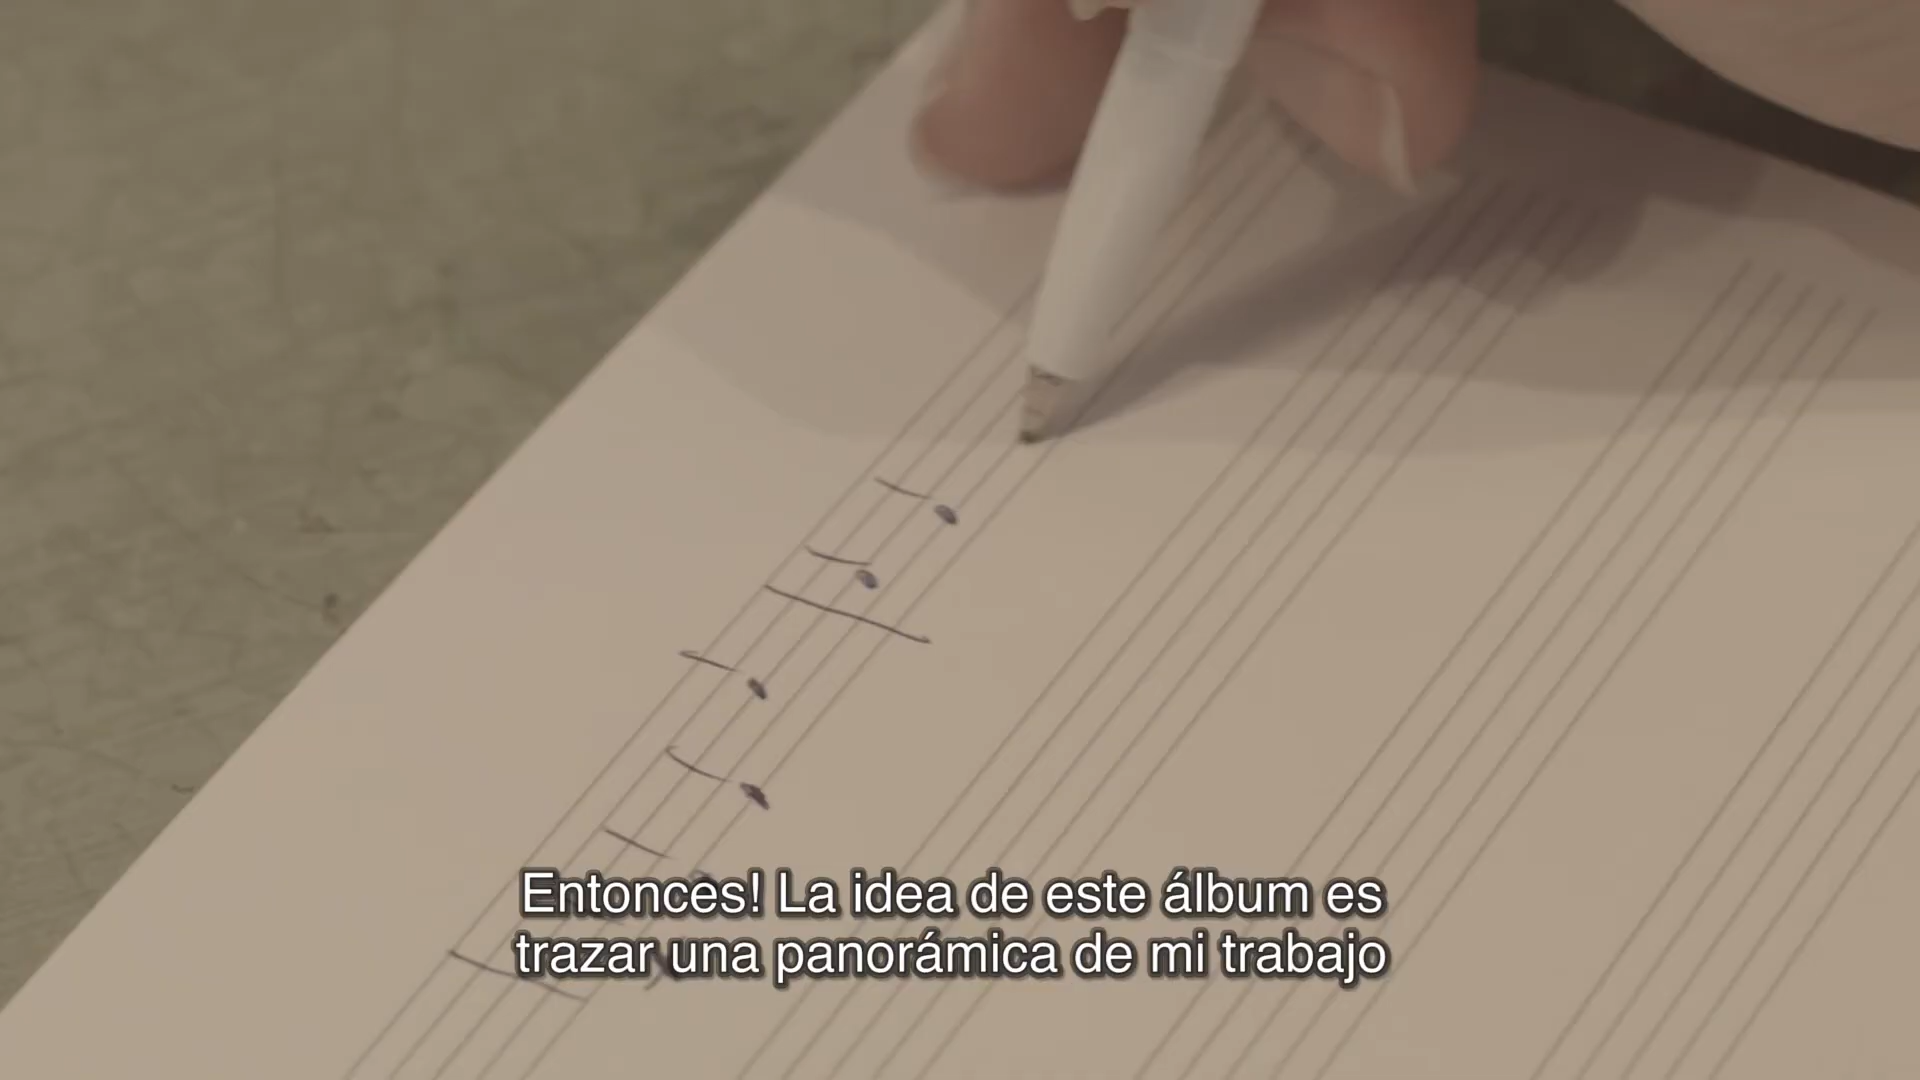 Entonces! La idea de este álbum es
trazar una panorámica de mi trabajo